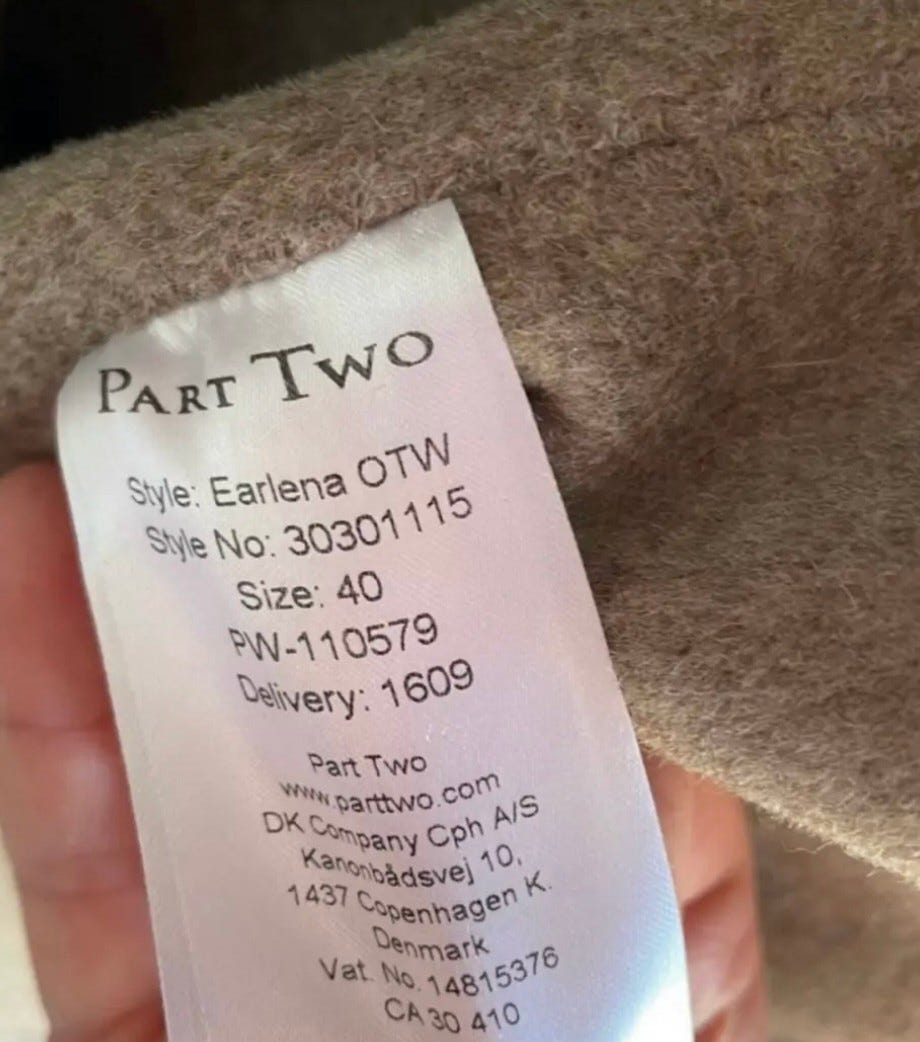 PART TWO
Style: Earlena OTW
Style No: 30301115
Size: 40
PW-110579
Delivery: 1609
Part Two
www.parttwo.com
DK Company Cph A/S
Kanonbådsvej 10,
1437 Copenhagen K.
Denmark
Vat. No. 14815376
CA 30 410